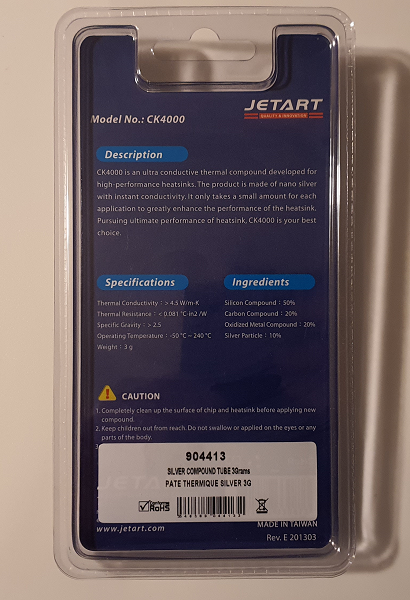 JETART
QUALITY & INNOVATION
Model No.: CK4000
Description
CK4000 is an ultra conductive thermal compound developed for
high-performance heatsinks. The product is made of nano silver
with instant conductivity. It only takes a small amount for each
application to greatly enhance the performance of the heatsink.
Pursuing ultimate performance of heatsink, CK4000 is your best
choice.
Specifications
Thermal Conductivity : > 4.5 W/m-K
Thermal Resistance : < 0.081 °C-in2 /W
Specific Gravity : > 2.5
Operating Temperature : -50 °C ~ 240 °C
Weight : 3 g
Ingredients
Silicon Compound : 50%
Carbon Compound : 20%
Oxidized Metal Compound : 20%
Silver Particle : 10%
CAUTION
1. Completely clean up the surface of chip and heatsink before applying new
compound.
2. Keep children out from reach. Do not swallow or applied on the eyes or any
parts of the body.
3.
904413
SILVER COMPOUND TUBE 3Grams
PATE THERMIQUE SILVER 3G
RoHS
www.jetart.com
MADE IN TAIWAN
Rev. E 201303